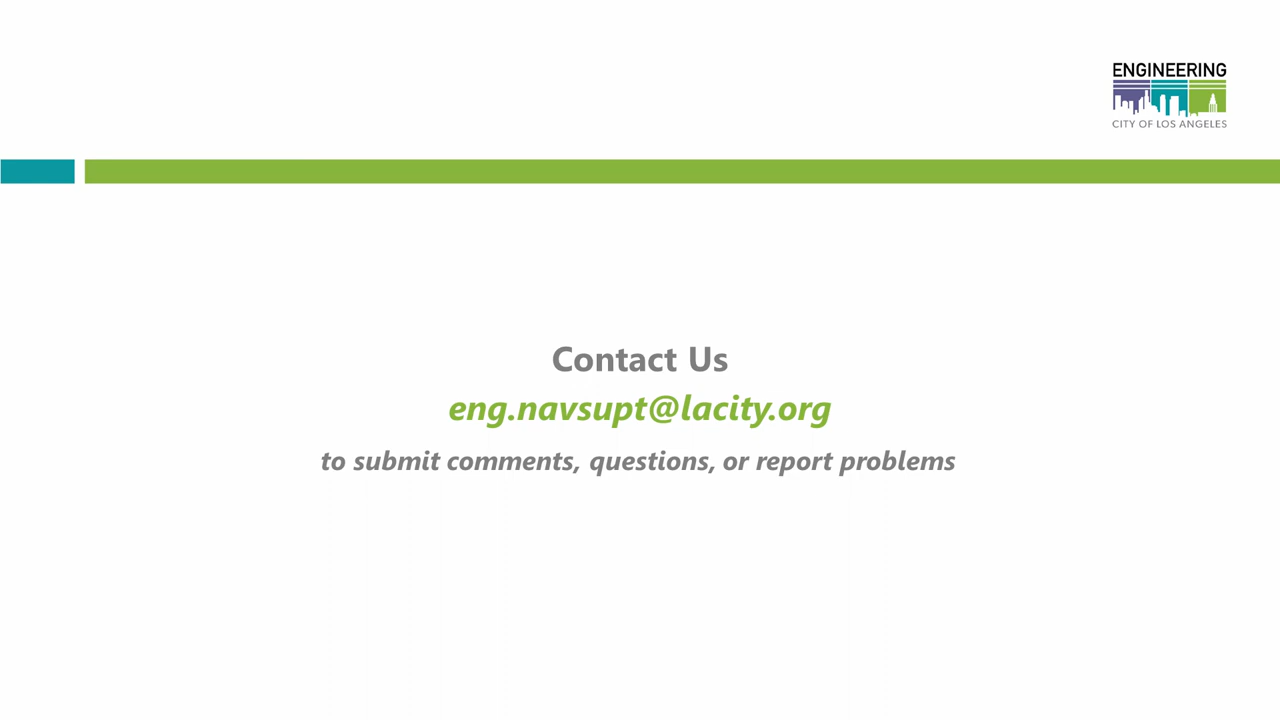 ENGINEERING
CITY OF LOS ANGELES
Contact Us
eng.navsupt@lacity.org
to submit comments, questions, or report problems